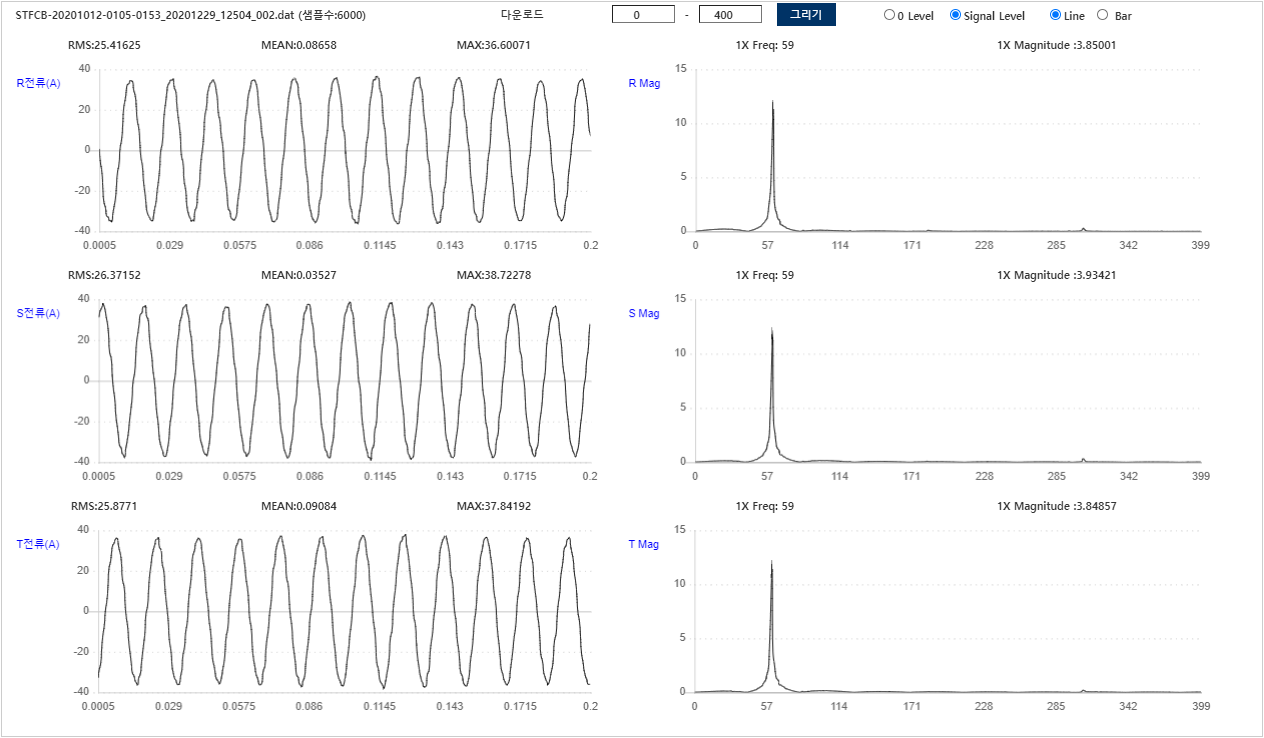 STFCB-20201012-0105-0153_20201229_12504_002.dat (샘플수:6000) 다운로드 0 - 400 그리기 0 Level Signal Level Line Bar
RMS:25.41625 MEAN:0.08658 MAX:36.60071 1X Freq: 59 1X Magnitude :3.85001
R전류(A) R Mag
40 15
20 10
0 5
-20 0
-40
0.0005 0.029 0.0575 0.086 0.1145 0.143 0.1715 0.2 0 57 114 171 228 285 342 399
RMS:26.37152 MEAN:0.03527 MAX:38.72278 1X Freq: 59 1X Magnitude :3.93421
S전류(A) S Mag
40 15
20 10
0 5
-20 0
-40
0.0005 0.029 0.0575 0.086 0.1145 0.143 0.1715 0.2 0 57 114 171 228 285 342 399
RMS:25.8771 MEAN:0.09084 MAX:37.84192 1X Freq: 59 1X Magnitude :3.84857
T전류(A) T Mag
40 15
20 10
0 5
-20 0
-40
0.0005 0.029 0.0575 0.086 0.1145 0.143 0.1715 0.2 0 57 114 171 228 285 342 399